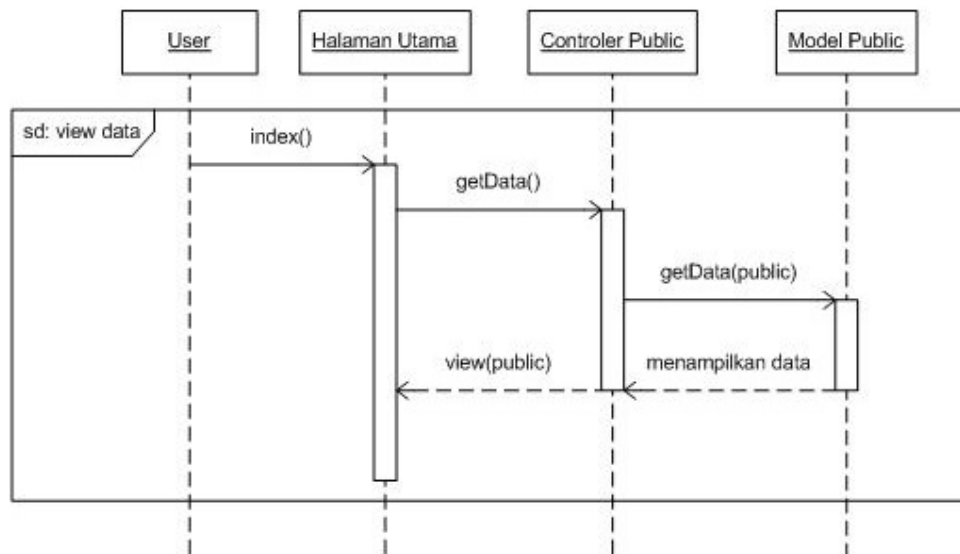 User
Halaman Utama
Controler Public
Model Public
sd: view data
index()
getData()
getData(public)
view(public)
menampilkan data